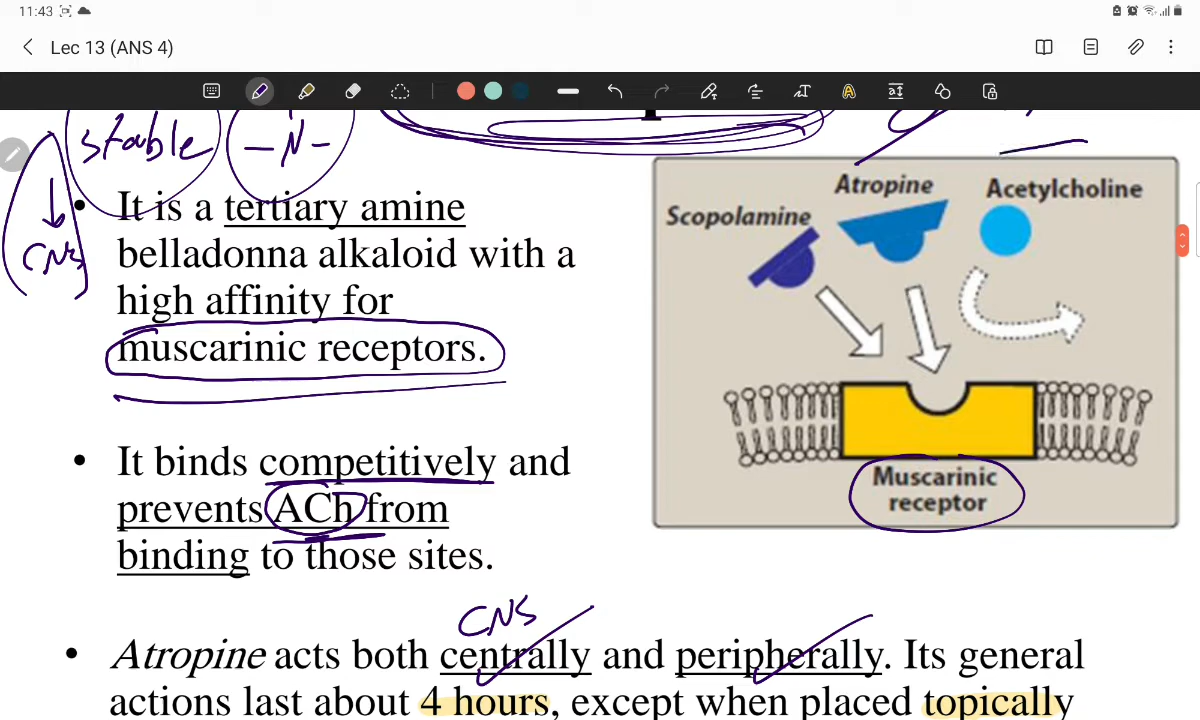 11:43
Lec 13 (ANS 4)
stable
-N-
CNS
• It is a tertiary amine
belladonna alkaloid with a
high affinity for
muscarinic receptors.
• It binds competitively and
prevents ACh from
binding to those sites.
Scopolamine
Atropine
Acetylcholine
Muscarinic
receptor
CNS
• Atropine acts both centrally and peripherally. Its general
actions last about 4 hours, except when placed topically